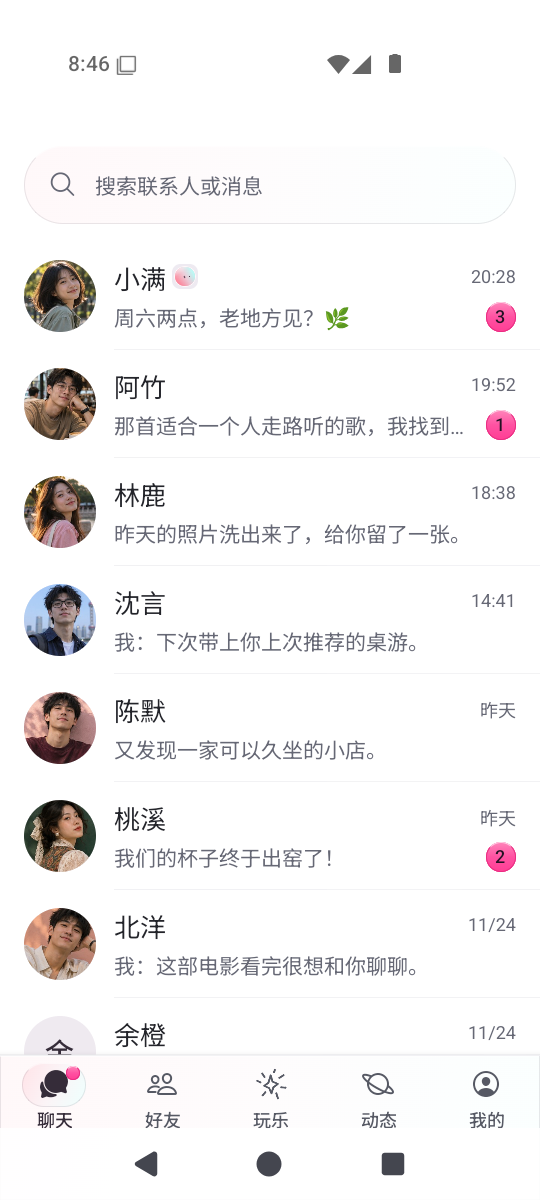 8:46
搜索联系人或消息
小满 20:28
周六两点，老地方见？🌿 3
阿竹 19:52
那首适合一个人走路听的歌，我找到… 1
林鹿 18:38
昨天的照片洗出来了，给你留了一张。
沈言 14:41
我：下次带上你上次推荐的桌游。
陈默 昨天
又发现一家可以久坐的小店。
桃溪 昨天
我们的杯子终于出窑了！ 2
北洋 11/24
我：这部电影看完很想和你聊聊。
余橙 11/24
余
聊天 好友 玩乐 动态 我的